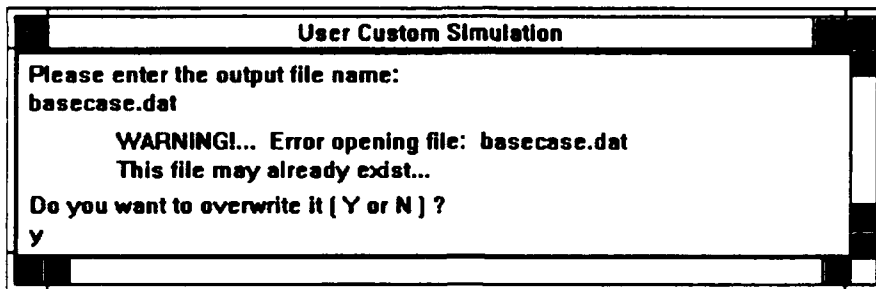 User Custom Simulation
Please enter the output file name:
basecase.dat
WARNING!... Error opening file: basecase.dat
This file may already exist...
Do you want to overwrite it ( Y or N ) ?
y